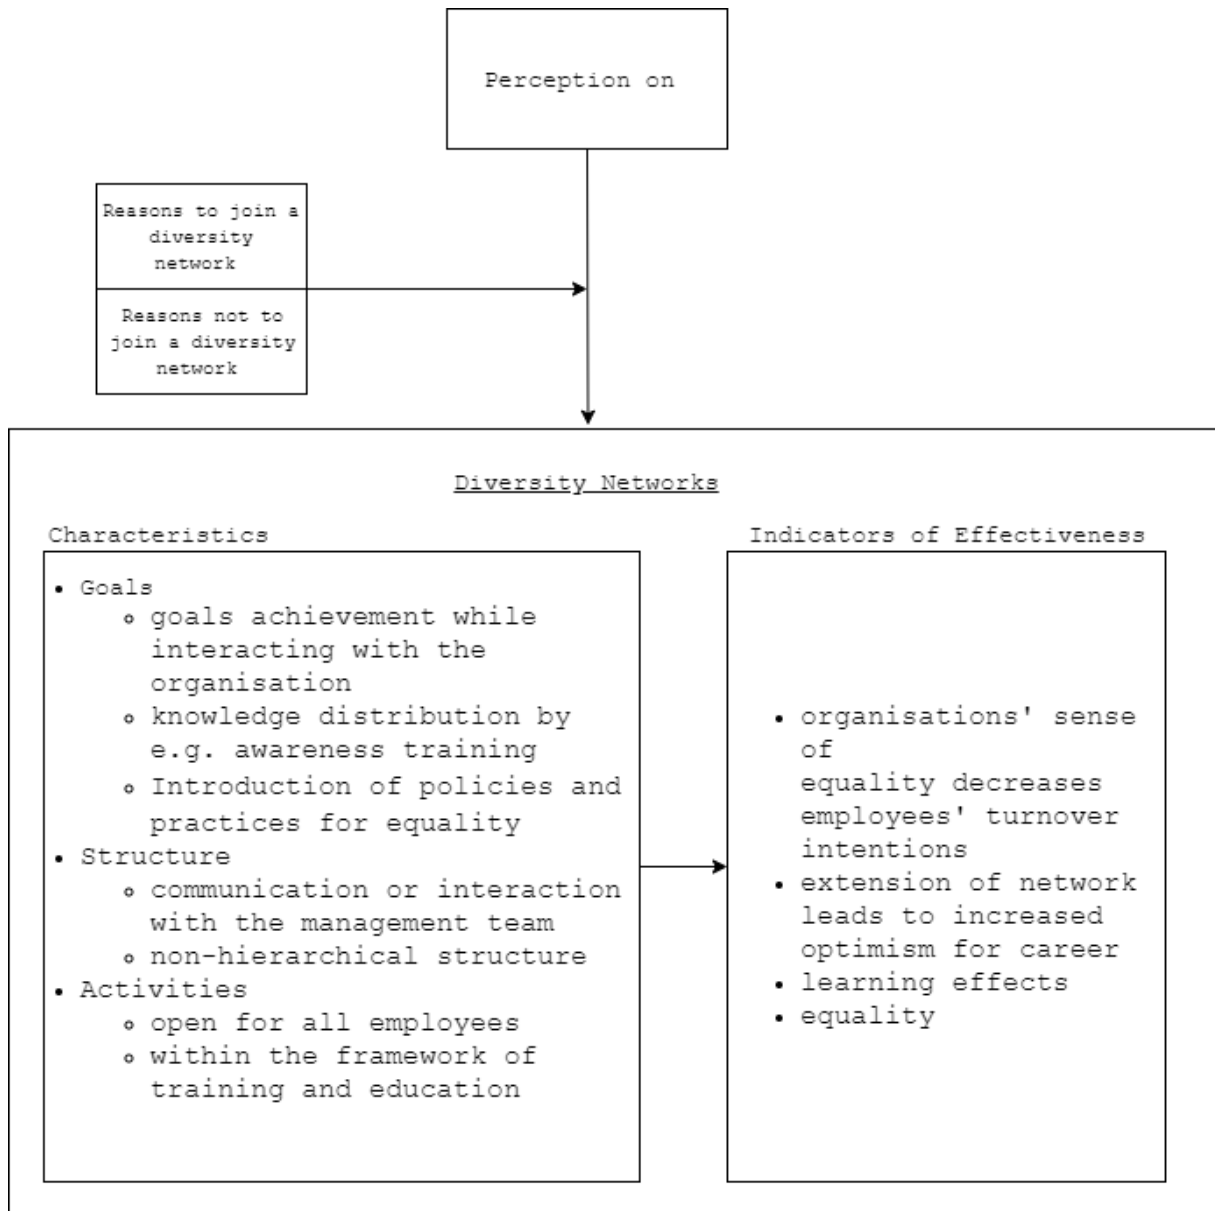 Perception on
Reasons to join a
diversity
network
Reasons not to
join a diversity
network
Diversity Networks
Characteristics
• Goals
◦ goals achievement while
interacting with the
organisation
◦ knowledge distribution by
e.g. awareness training
◦ Introduction of policies and
practices for equality
• Structure
◦ communication or interaction
with the management team
◦ non-hierarchical structure
• Activities
◦ open for all employees
◦ within the framework of
training and education
Indicators of Effectiveness
• organisations' sense
of
equality decreases
employees' turnover
intentions
• extension of network
leads to increased
optimism for career
• learning effects
• equality